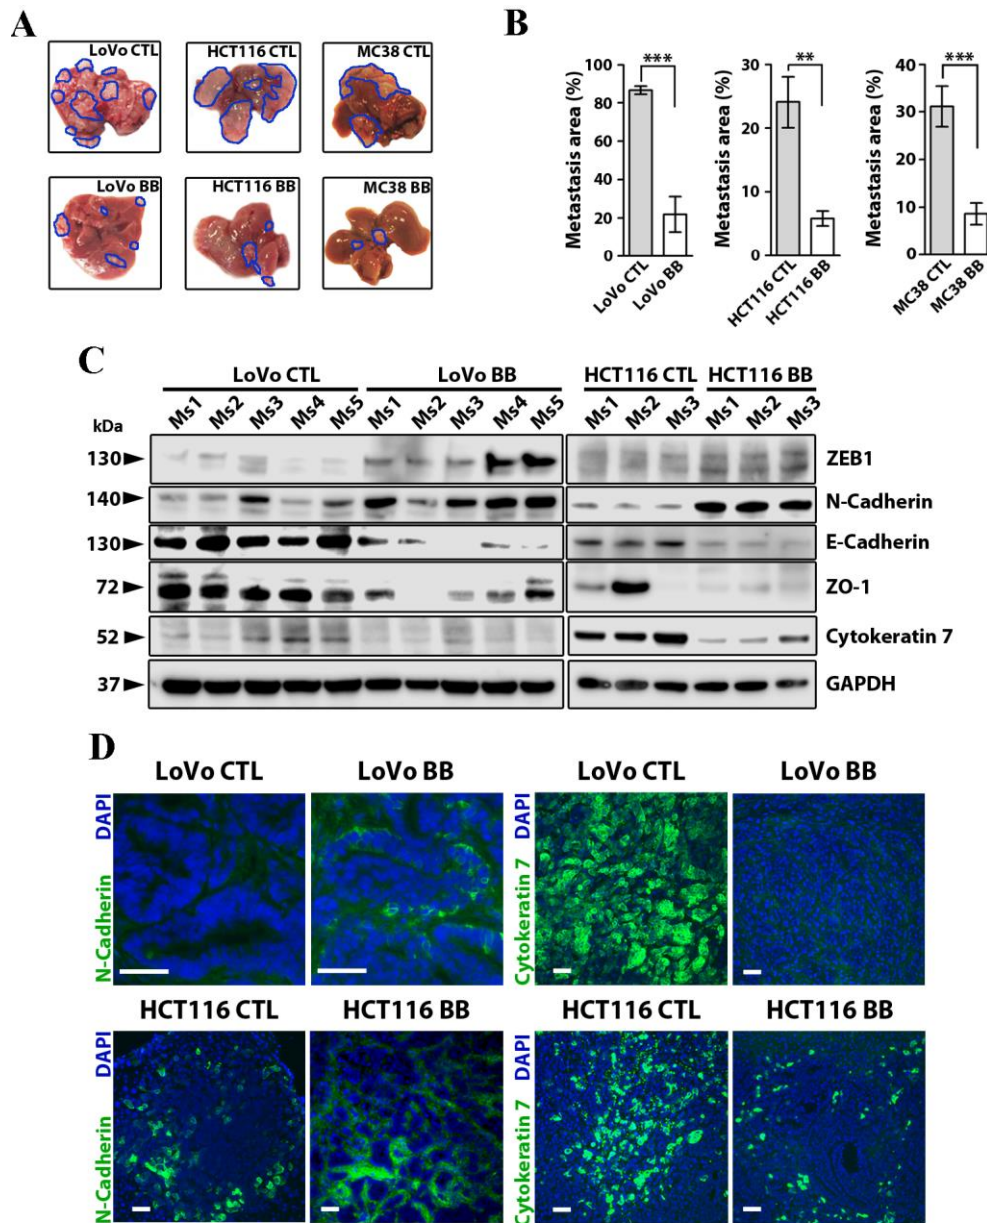 A
LoVo CTL
HCT116 CTL
MC38 CTL
LoVo BB
HCT116 BB
MC38 BB
B
Metastasis area (%)
100
80
60
40
20
0
***
LoVo CTL
LoVo BB
Metastasis area (%)
30
20
10
0
**
HCT116 CTL
HCT116 BB
Metastasis area (%)
40
30
20
10
0
***
MC38 CTL
MC38 BB
C
LoVo CTL LoVo BB HCT116 CTL HCT116 BB
Ms1 Ms2 Ms3 Ms4 Ms5 Ms1 Ms2 Ms3 Ms4 Ms5 Ms1 Ms2 Ms3 Ms1 Ms2 Ms3
kDa
130 ZEB1
140 N-Cadherin
130 E-Cadherin
72 ZO-1
52 Cytokeratin 7
37 GAPDH
D
LoVo CTL LoVo BB LoVo CTL LoVo BB
N-Cadherin DAPI
Cytokeratin 7 DAPI
HCT116 CTL HCT116 BB HCT116 CTL HCT116 BB
N-Cadherin DAPI
Cytokeratin 7 DAPI